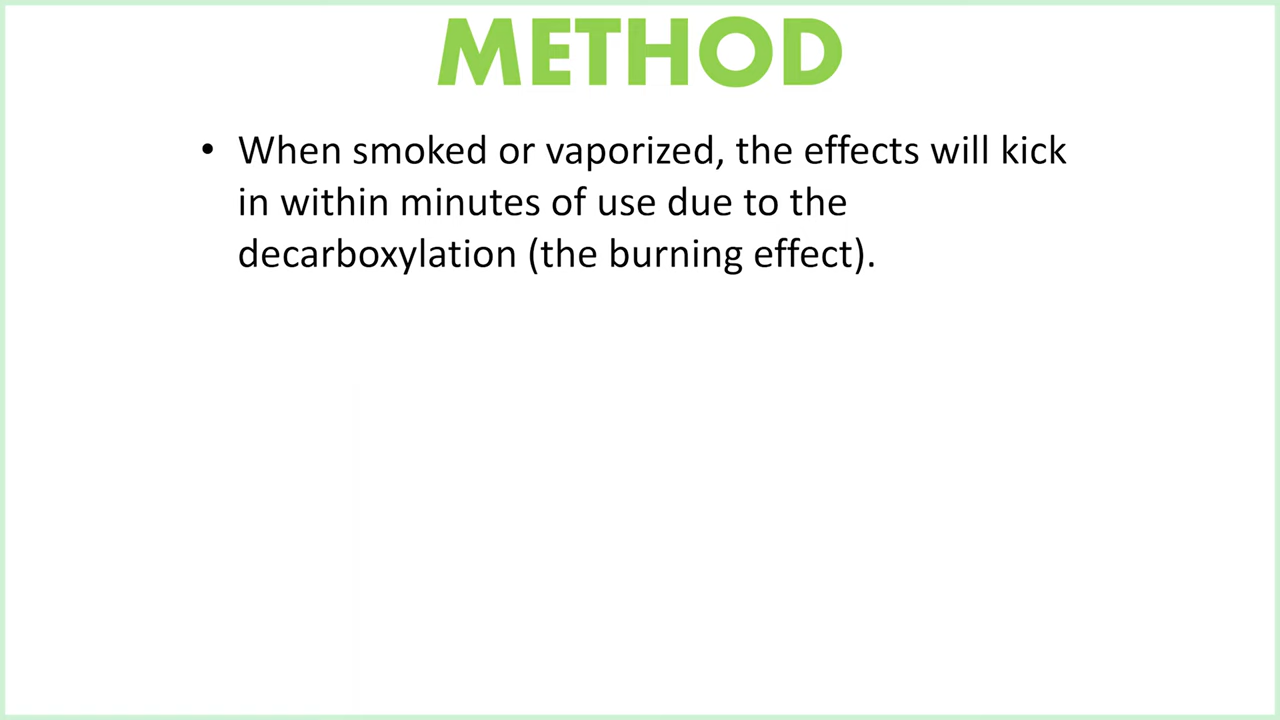 METHOD
• When smoked or vaporized, the effects will kick
in within minutes of use due to the
decarboxylation (the burning effect).